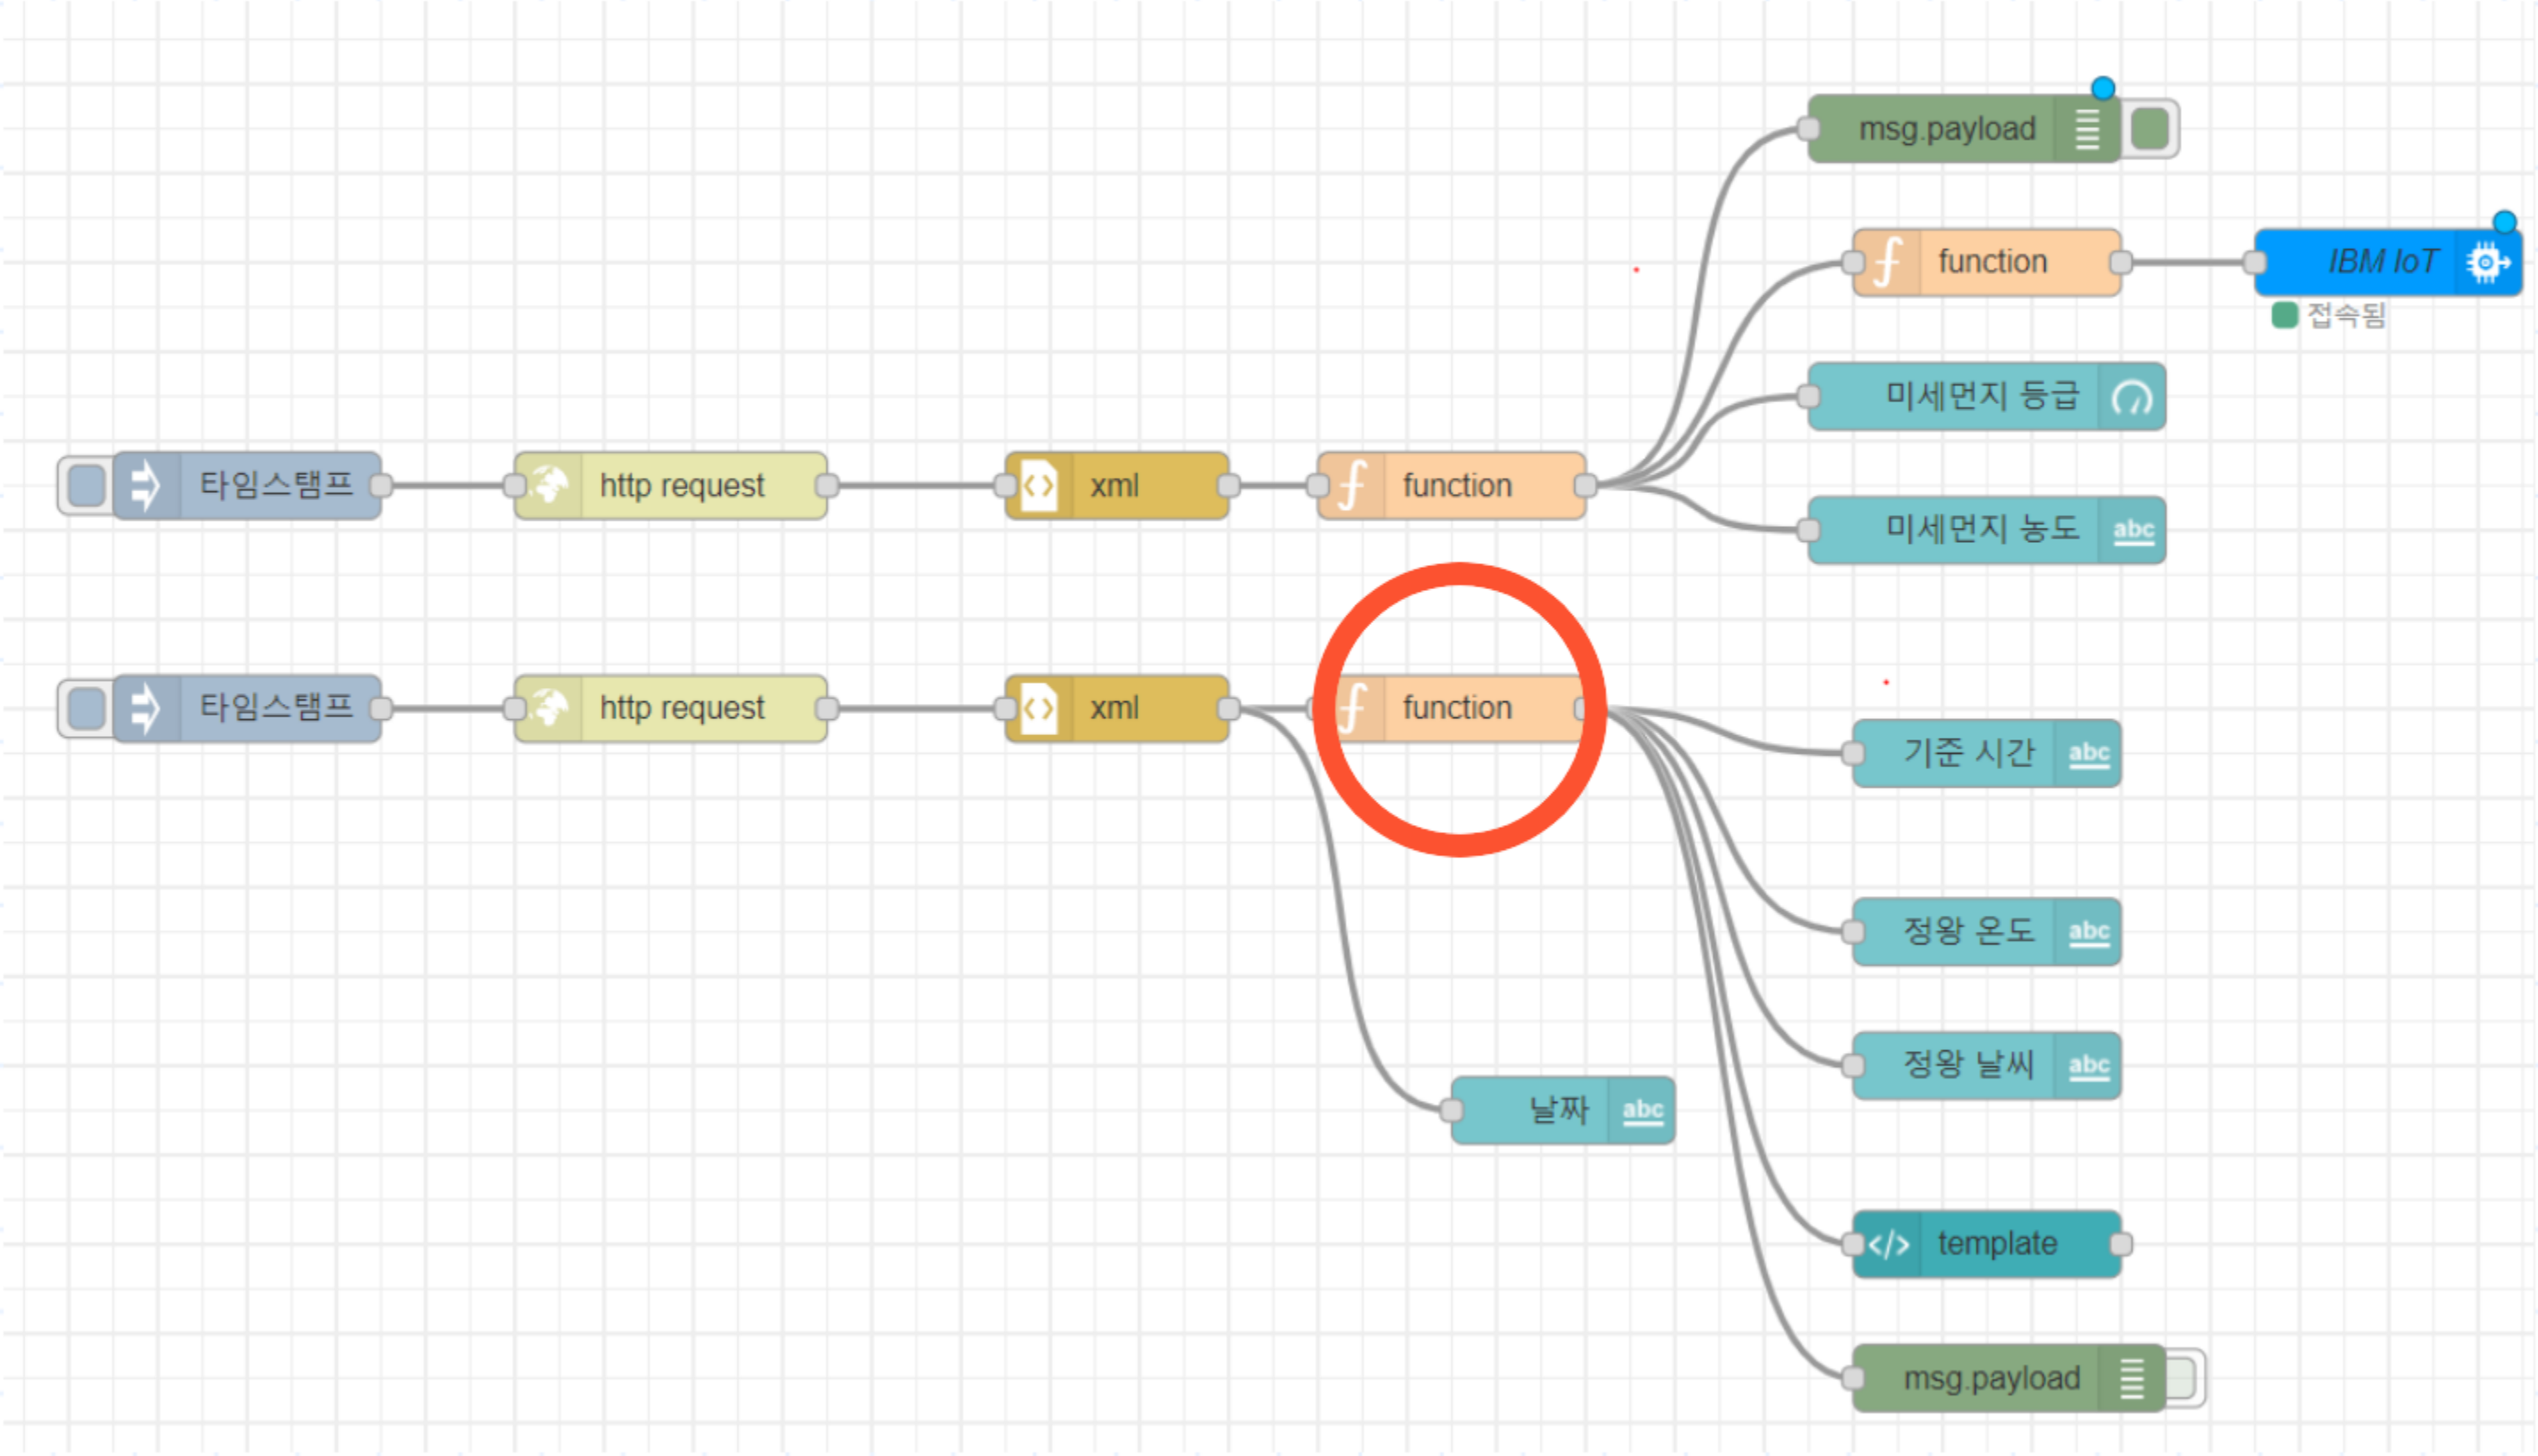 msg.payload
function
IBM IoT
접속됨
미세먼지 등급
타임스탬프
http request
xml
function
미세먼지 농도
abc
타임스탬프
http request
xml
function
기준 시간
abc
정왕 온도
abc
정왕 날씨
abc
날짜
abc
template
msg.payload